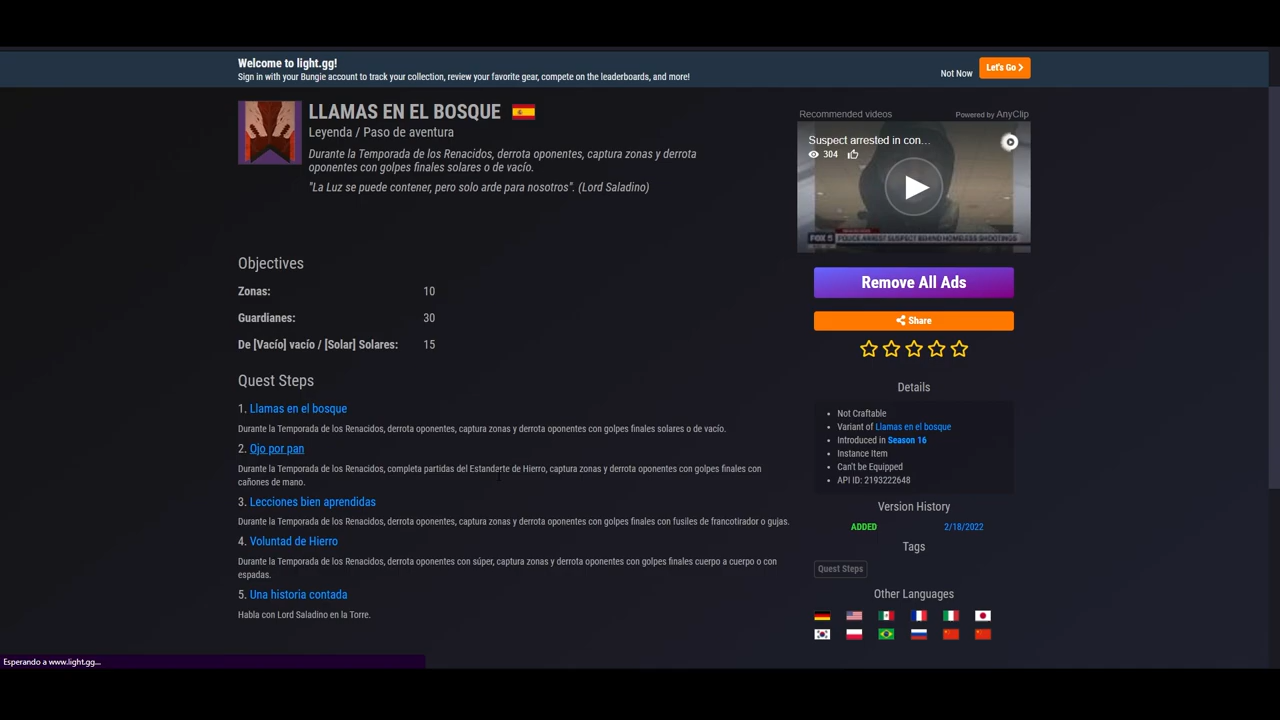 Welcome to light.gg!
Sign in with your Bungie account to track your collection, review your favorite gear, compete on the leaderboards, and more!
Not Now
Let's Go
LLAMAS EN EL BOSQUE
Leyenda / Paso de aventura
Durante la Temporada de los Renacidos, derrota oponentes, captura zonas y derrota
oponentes con golpes finales solares o de vacío.
"La Luz se puede contener, pero solo arde para nosotros". (Lord Saladino)
Objectives
Zonas: 10
Guardianes: 30
De [Vacío] vacío / [Solar] Solares: 15
Quest Steps
1. Llamas en el bosque
Durante la Temporada de los Renacidos, derrota oponentes, captura zonas y derrota oponentes con golpes finales solares o de vacío.
2. Ojo por pan
Durante la Temporada de los Renacidos, completa partidas del Estanderte de Hierro, captura zonas y derrota oponentes con golpes finales con
cañones de mano.
3. Lecciones bien aprendidas
Durante la Temporada de los Renacidos, derrota oponentes, captura zonas y derrota oponentes con golpes finales con fusiles de francotirador o gujas.
4. Voluntad de Hierro
Durante la Temporada de los Renacidos, derrota oponentes con súper, captura zonas y derrota oponentes con golpes finales cuerpo a cuerpo o con
espadas.
5. Una historia contada
Habla con Lord Saladino en la Torre.
Recommended videos
Powered by AnyClip
Suspect arrested in con...
304
FOX 5
POLICE ARREST SUSPECT BEHIND HOMELESS SHOOTINGS
Remove All Ads
Share
Details
Not Craftable
Variant of Llamas en el bosque
Introduced in Season 16
Instance Item
Can't be Equipped
API ID: 2193222648
Version History
ADDED 2/18/2022
Tags
Quest Steps
Other Languages
Esperando a www.light.gg...